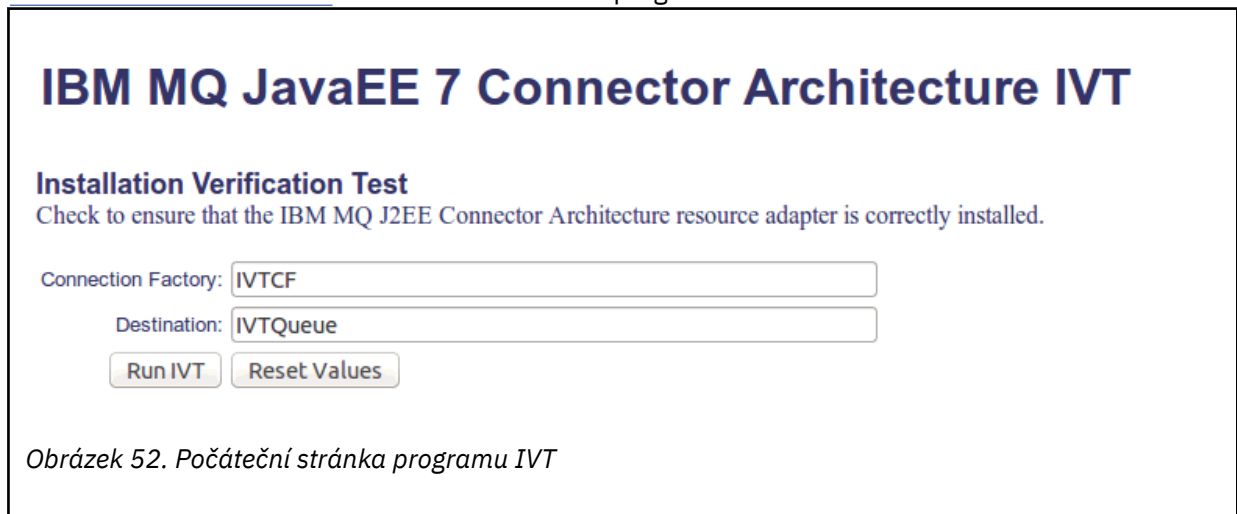 IBM MQ JavaEE 7 Connector Architecture IVT
Installation Verification Test
Check to ensure that the IBM MQ J2EE Connector Architecture resource adapter is correctly installed.
Connection Factory: IVTCF
Destination: IVTQueue
Run IVT Reset Values
Obrázek 52. Počáteční stránka programu IVT